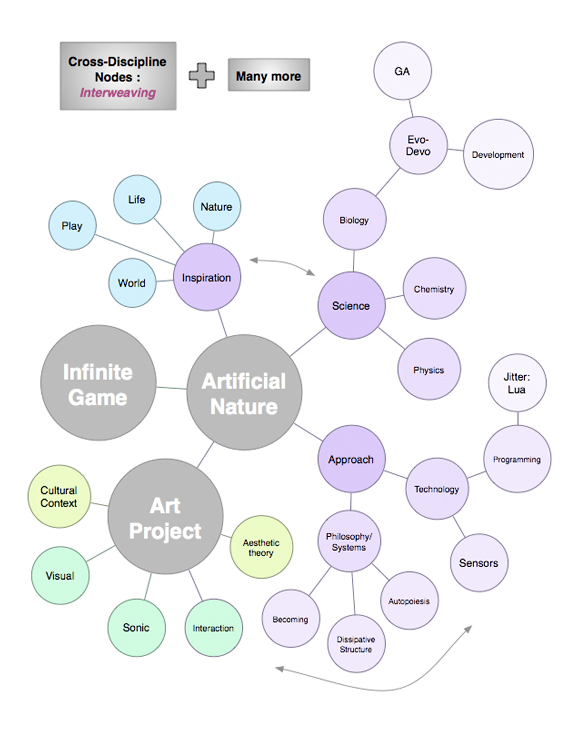 Cross-Discipline
Nodes :
Interweaving
Many more
GA
Evo-
Devo
Development
Life
Nature
Play
Biology
World
Inspiration
Chemistry
Science
Infinite
Game
Artificial
Nature
Physics
Jitter:
Lua
Approach
Programming
Technology
Cultural
Context
Art
Project
Aesthetic
theory
Philosophy/
Systems
Sensors
Visual
Autopoiesis
Becoming
Sonic
Interaction
Dissipative
Structure